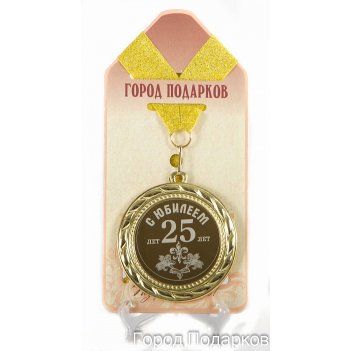 ГОРОД ПОДАРКОВ
С ЮБИЛЕЕМ
ЛЕТ 25 ЛЕТ
Город Подарков